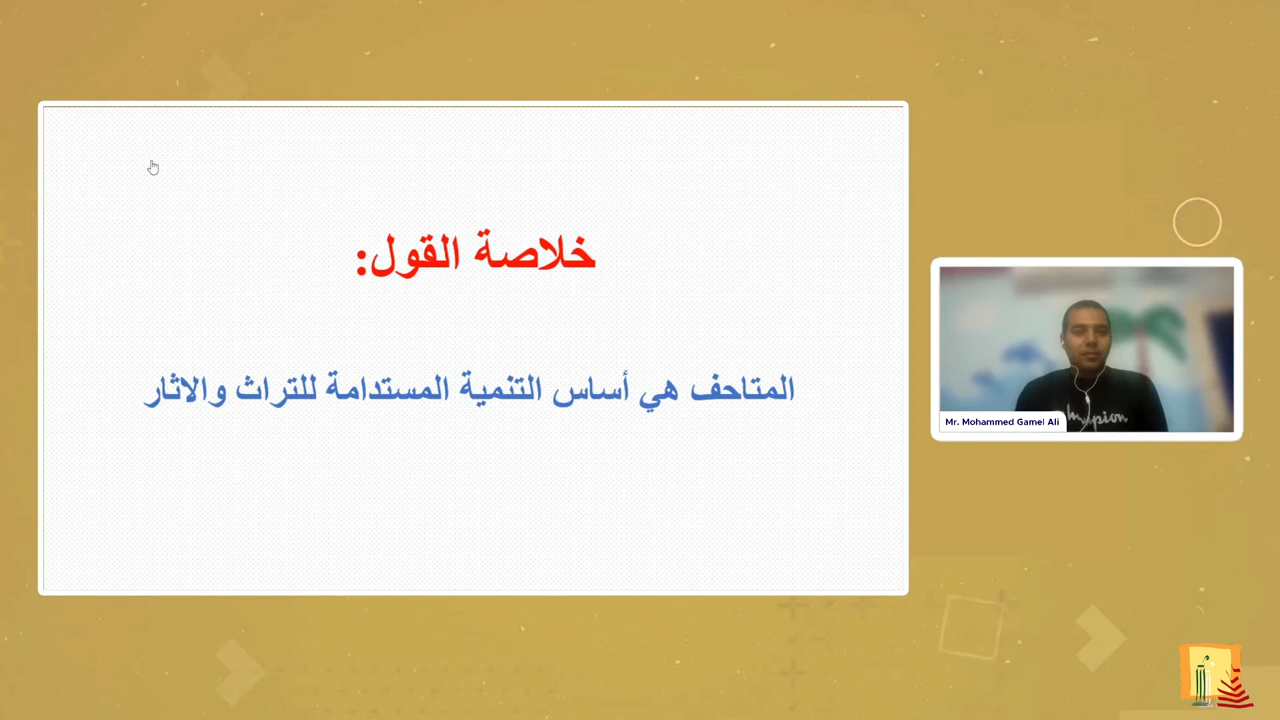 خلاصة القول:
المتاحف هي أساس التنمية المستدامة للتراث والاثار
Mr. Mohammed Gamel Ali